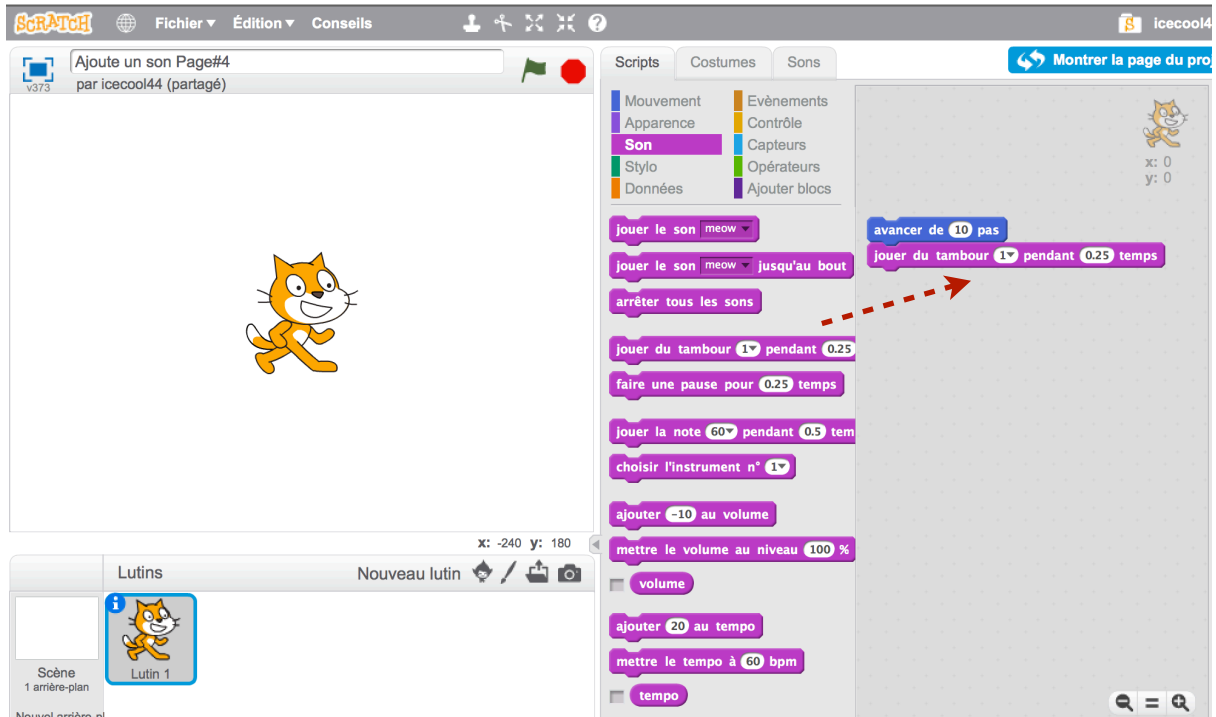 SCRATCH Fichier Édition Conseils icecool4
Ajoute un son Page#4
par icecool44 (partagé)
v373
Scripts Costumes Sons
Montrer la page du pro
Mouvement Evènements
Apparence Contrôle
Son Capteurs
Stylo Opérateurs
Données Ajouter blocs
x: 0
y: 0
jouer le son meow
jouer le son meow jusqu'au bout
arrêter tous les sons
jouer du tambour 1 pendant 0.25
faire une pause pour 0.25 temps
jouer la note 60 pendant 0.5 tem
choisir l'instrument n° 1
ajouter -10 au volume
mettre le volume au niveau 100 %
volume
ajouter 20 au tempo
mettre le tempo à 60 bpm
tempo
avancer de 10 pas
jouer du tambour 1 pendant 0.25 temps
x: -240 y: 180
Lutins Nouveau lutin
Scène
1 arrière-plan
Lutin 1
Nouvel arrière-pl